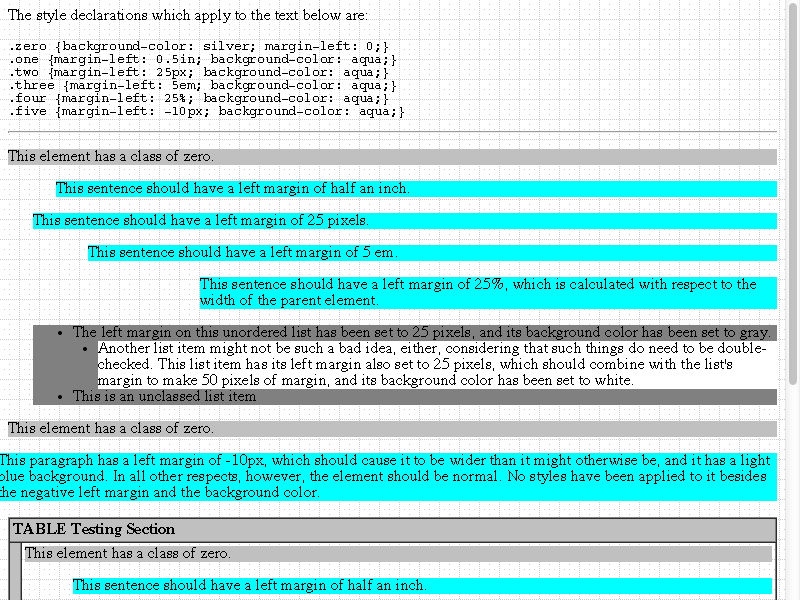 The style declarations which apply to the text below are:
.zero {background-color: silver; margin-left: 0;}
.one {margin-left: 0.5in; background-color: aqua;}
.two {margin-left: 25px; background-color: aqua;}
.three {margin-left: 5em; background-color: aqua;}
.four {margin-left: 25%; background-color: aqua;}
.five {margin-left: -10px; background-color: aqua;}
This element has a class of zero.
This sentence should have a left margin of half an inch.
This sentence should have a left margin of 25 pixels.
This sentence should have a left margin of 5 em.
This sentence should have a left margin of 25%, which is calculated with respect to the
width of the parent element.
• The left margin on this unordered list has been set to 25 pixels, and its background color has been set to gray.
• Another list item might not be such a bad idea, either, considering that such things do need to be double-
checked. This list item has its left margin also set to 25 pixels, which should combine with the list's
margin to make 50 pixels of margin, and its background color has been set to white.
• This is an unclassed list item
This element has a class of zero.
This paragraph has a left margin of -10px, which should cause it to be wider than it might otherwise be, and it has a light
blue background. In all other respects, however, the element should be normal. No styles have been applied to it besides
the negative left margin and the background color.
TABLE Testing Section
This element has a class of zero.
This sentence should have a left margin of half an inch.